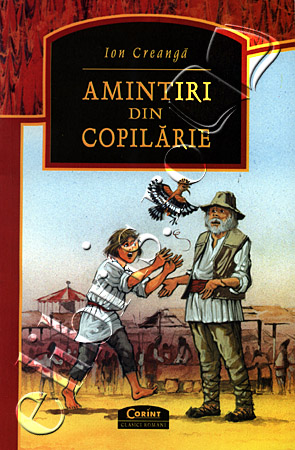 Ion Creangă
AMINTIRI
DIN
COPILĂRIE
CORINT
CLASICII ROMÂNI